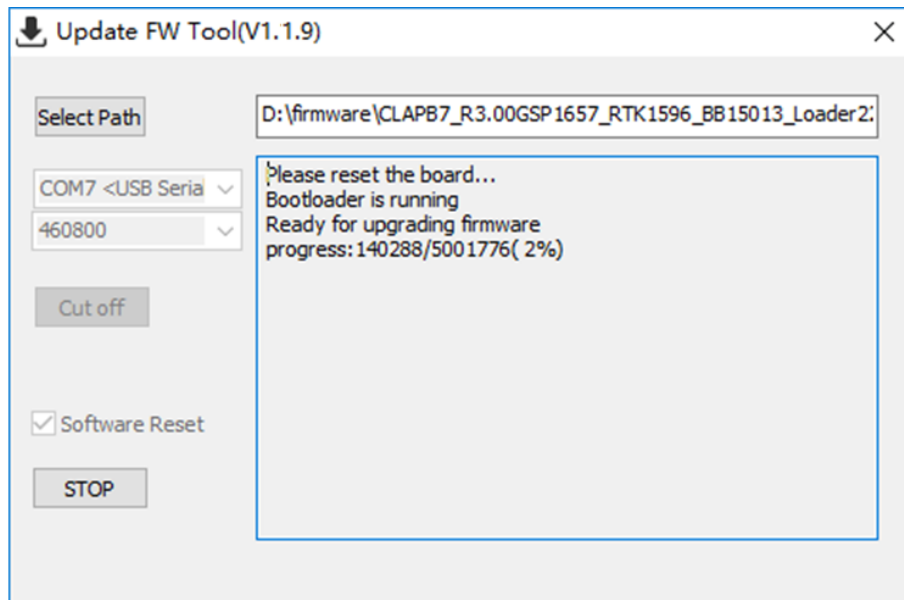 Update FW Tool(V1.1.9)
Select Path
D:\firmware\CLAPB7_R3.00GSP1657_RTK1596_BB15013_Loader2
COM7 <USB Seria
460800
Cut off
Software Reset
STOP
Please reset the board...
Bootloader is running
Ready for upgrading firmware
progress:140288/5001776( 2%)